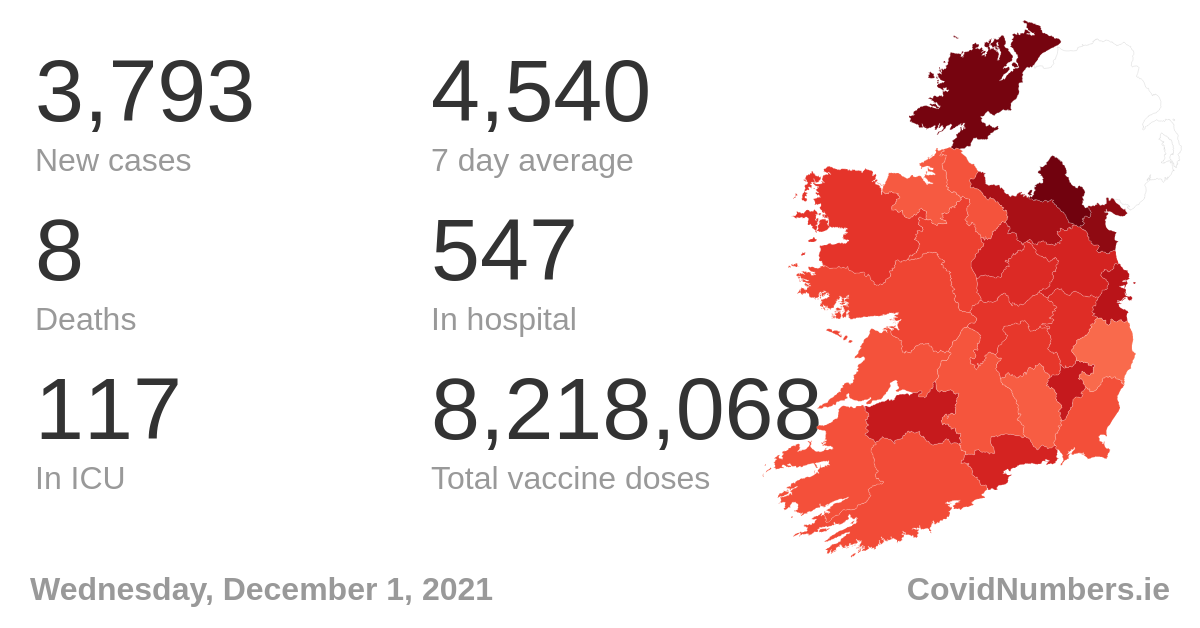 3,793
4,540
New cases
7 day average
8
547
Deaths
In hospital
117
8,218,068
In ICU
Total vaccine doses
Wednesday, December 1, 2021
CovidNumbers.ie